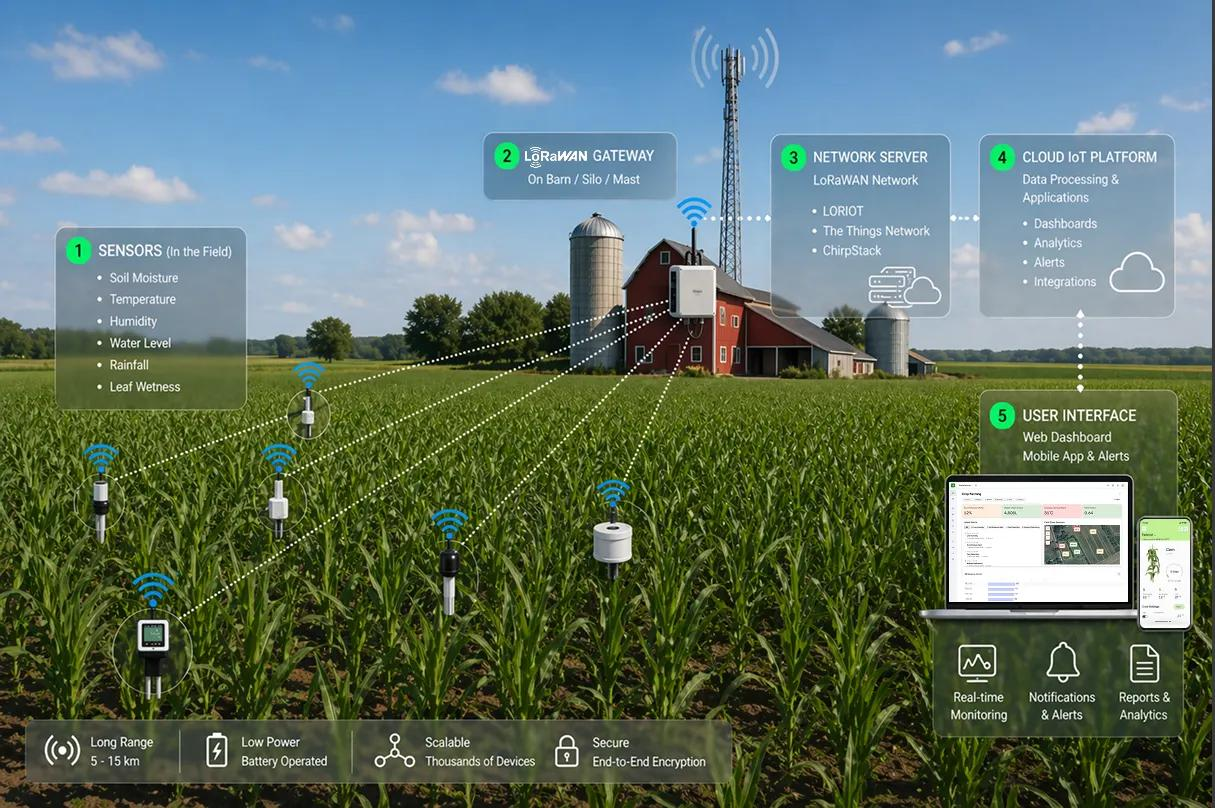 1 SENSORS (In the Field)
• Soil Moisture
• Temperature
• Humidity
• Water Level
• Rainfall
• Leaf Wetness
2 LoRaWAN GATEWAY
On Barn / Silo / Mast
3 NETWORK SERVER
LoRaWAN Network
• LORIOT
• The Things Network
• ChirpStack
4 CLOUD IoT PLATFORM
Data Processing &
Applications
• Dashboards
• Analytics
• Alerts
• Integrations
5 USER INTERFACE
Web Dashboard
Mobile App & Alerts
Real-time
Monitoring
Notifications
& Alerts
Reports &
Analytics
Long Range
5 - 15 km
Low Power
Battery Operated
Scalable
Thousands of Devices
Secure
End-to-End Encryption